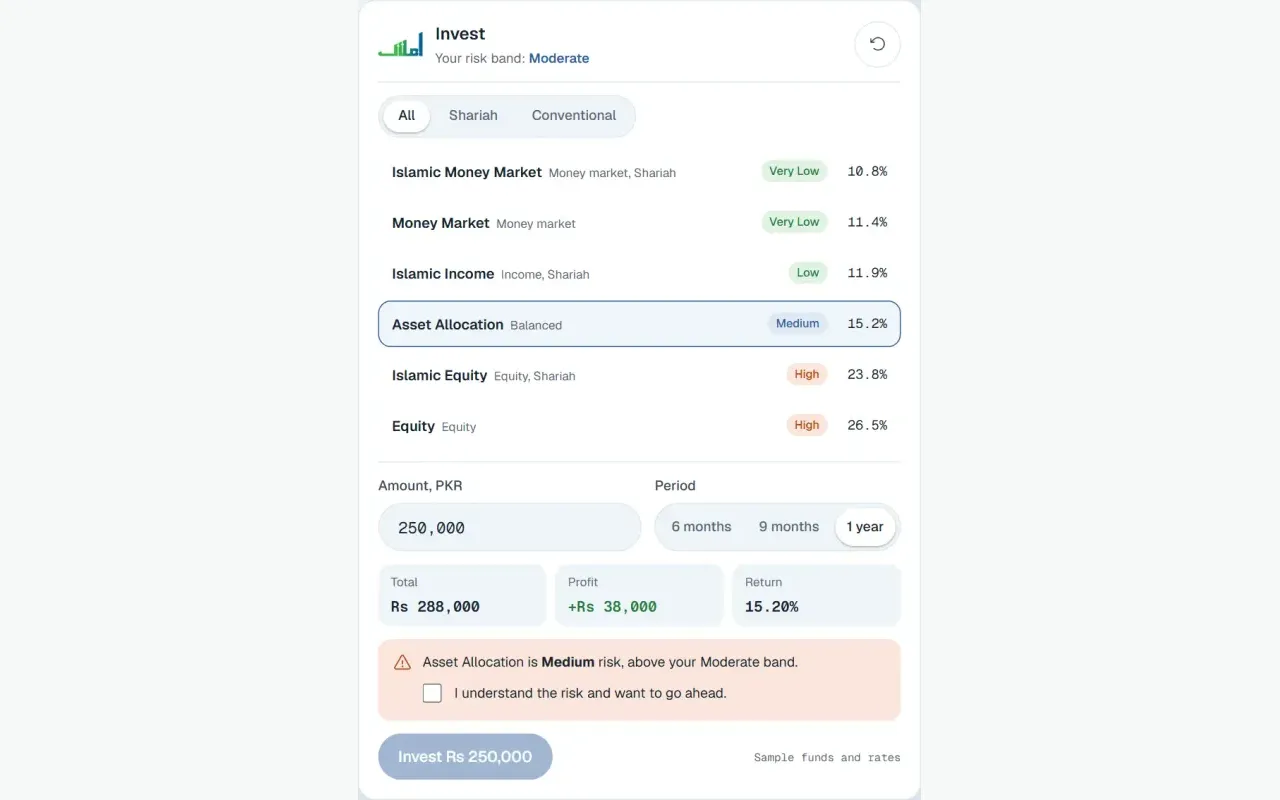 امانت
Invest
Your risk band: Moderate
All Shariah Conventional
Islamic Money Market Money market, Shariah Very Low 10.8%
Money Market Money market Very Low 11.4%
Islamic Income Income, Shariah Low 11.9%
Asset Allocation Balanced Medium 15.2%
Islamic Equity Equity, Shariah High 23.8%
Equity Equity High 26.5%
Amount, PKR Period
250,000 6 months 9 months 1 year
Total Profit Return
Rs 288,000 +Rs 38,000 15.20%
Asset Allocation is Medium risk, above your Moderate band.
I understand the risk and want to go ahead.
Invest Rs 250,000 Sample funds and rates